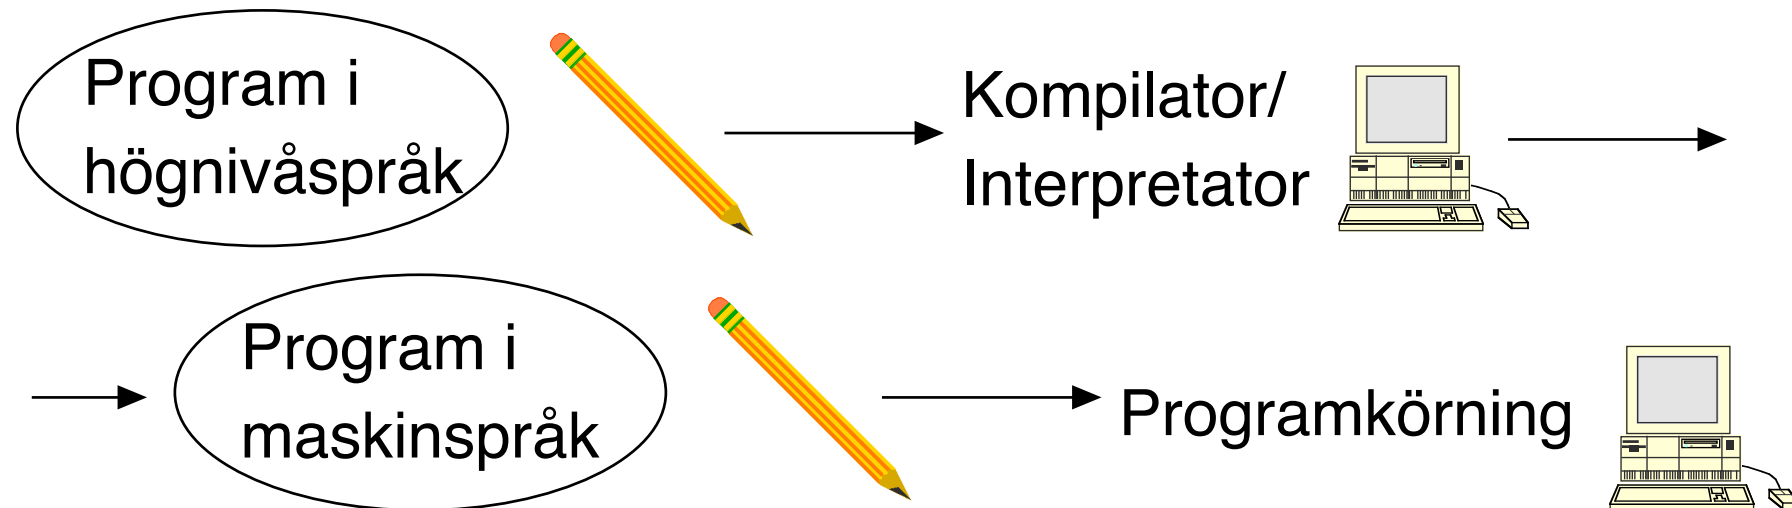 Program i
högnivåspråk
Kompilator/
Interpretator
Program i
maskinspråk
Programkörning